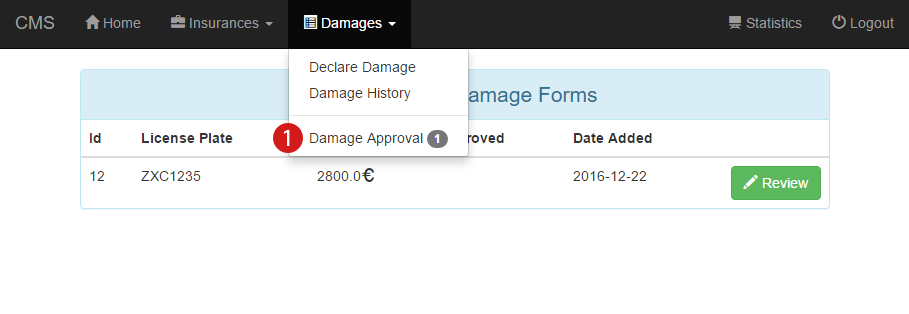 CMS Home Insurances Damages Statistics Logout
Declare Damage
Damage History
amage Forms
1 Damage Approval 1
Id License Plate roved Date Added
12 ZXC1235 2800.0€ 2016-12-22 Review